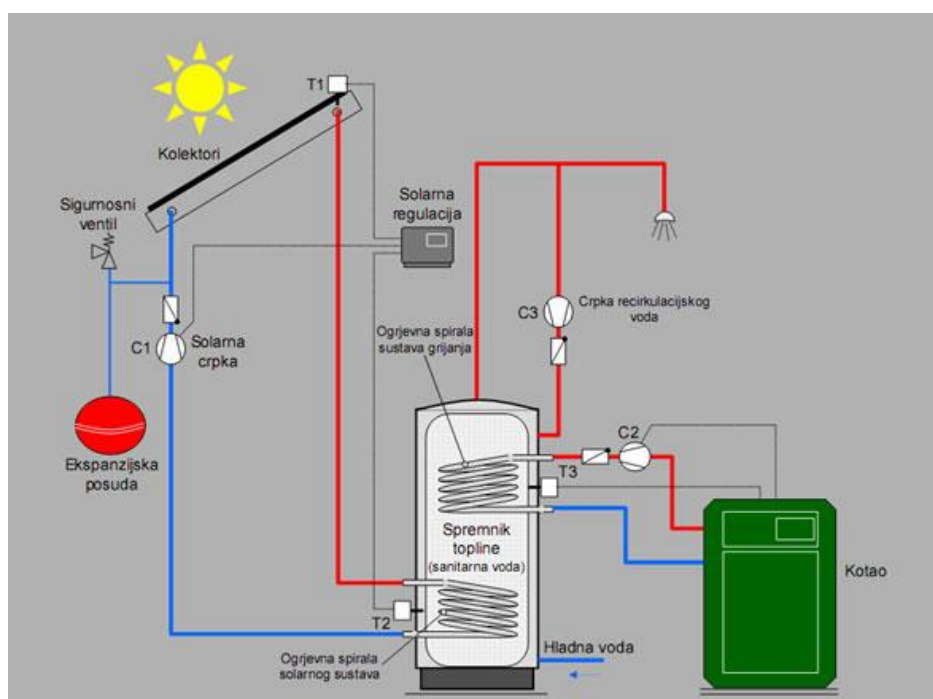 T1
Kolektori
Sigurnosni
ventil
Solarna
regulacija
C1
Solarna
crpka
C3
Crpka recirkulacijskog
voda
Ogrjevna spirala
sustava grijanja
Ekspanzijska
posuda
C2
T3
Spremnik
topline
(sanitarna voda)
Kotao
T2
Hladna voda
Ogrjevna spirala
solarnog sustava